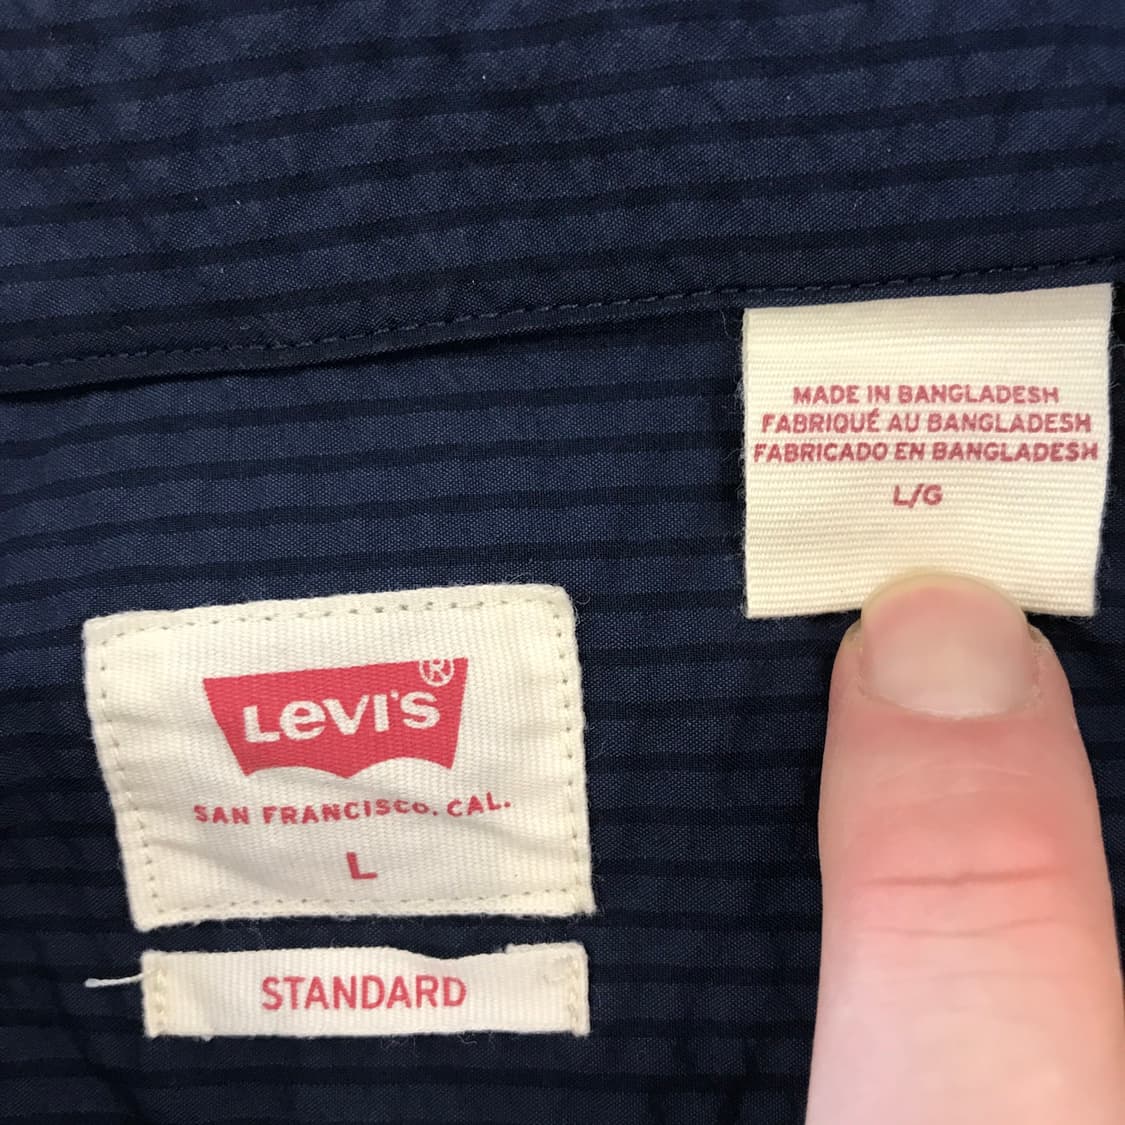 MADE IN BANGLADESH
FABRIQUÉ AU BANGLADESH
FABRICADO EN BANGLADESH
L/G
LEVI'S®
SAN FRANCISCO, CAL.
L
STANDARD